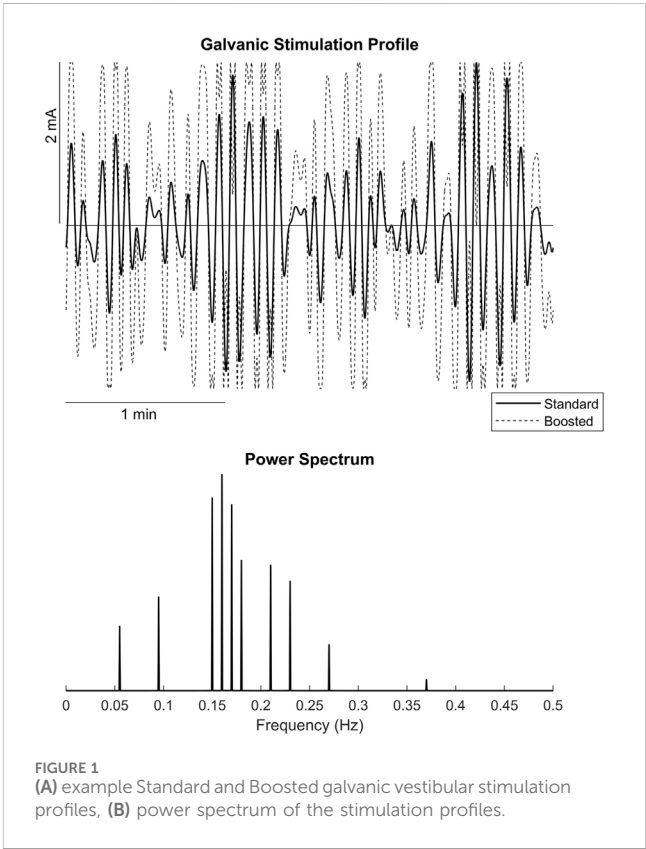 Galvanic Stimulation Profile
2 mA
1 min
Standard
Boosted
Power Spectrum
0 0.05 0.1 0.15 0.2 0.25 0.3 0.35 0.4 0.45 0.5
Frequency (Hz)
FIGURE 1
(A) example Standard and Boosted galvanic vestibular stimulation
profiles, (B) power spectrum of the stimulation profiles.